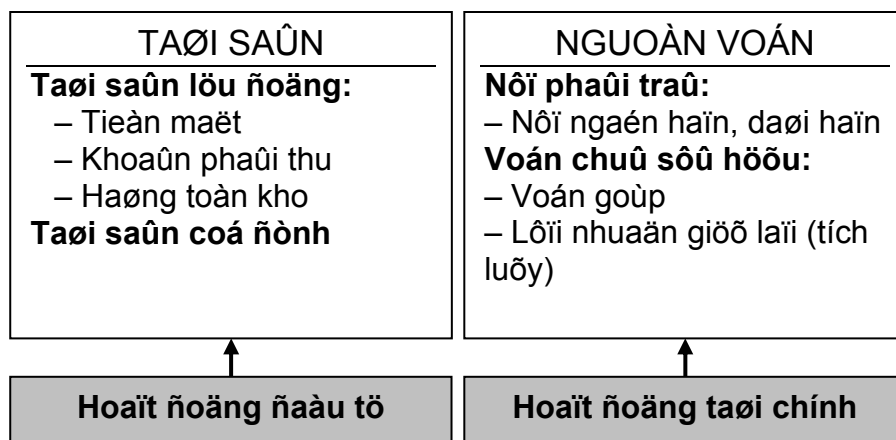 TAØI SAÛN
Taøi saûn löu ñoäng:
– Tieàn maët
– Khoaûn phaûi thu
– Haøng toàn kho
Taøi saûn coá ñònh
NGUOÀN VOÁN
Nôï phaûi traû:
– Nôï ngaén haïn, daøi haïn
Voán chuû sôû höõu:
– Voán goùp
– Lôïi nhuaän giöõ laïi (tích
luõy)
Hoaït ñoäng ñaàu tö
Hoaït ñoäng taøi chính